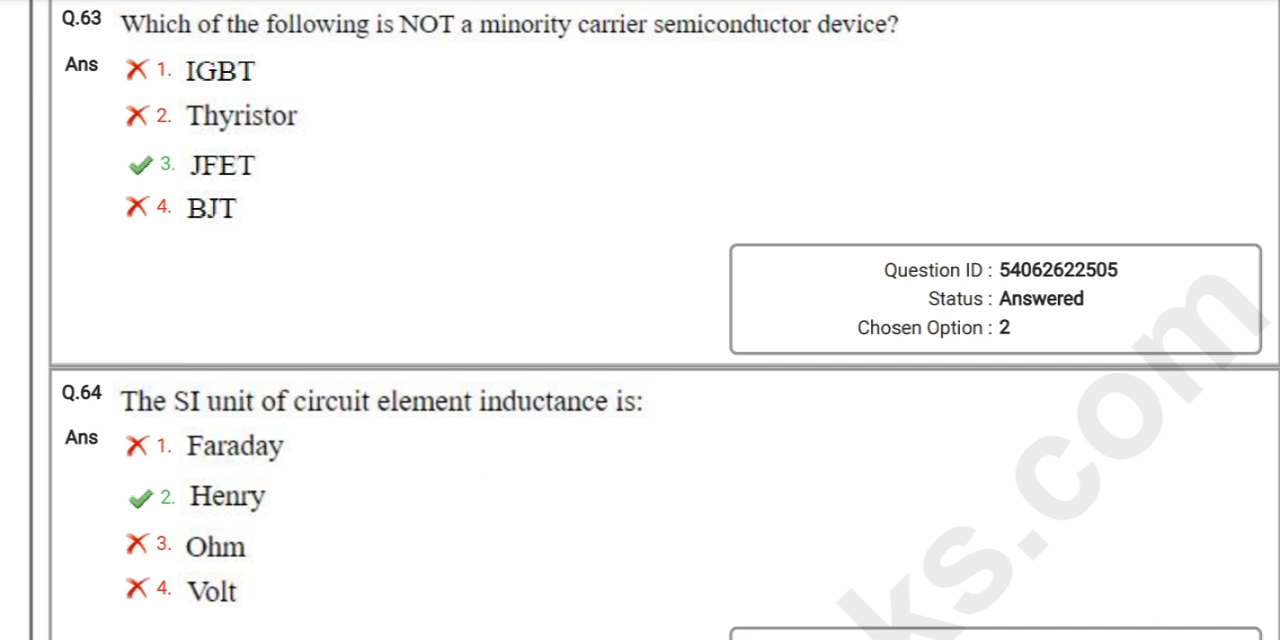 Q.63 Which of the following is NOT a minority carrier semiconductor device?
Ans 1. IGBT
2. Thyristor
3. JFET
4. BJT
Question ID : 54062622505
Status : Answered
Chosen Option : 2
Q.64 The SI unit of circuit element inductance is:
Ans 1. Faraday
2. Henry
3. Ohm
4. Volt
ks.com